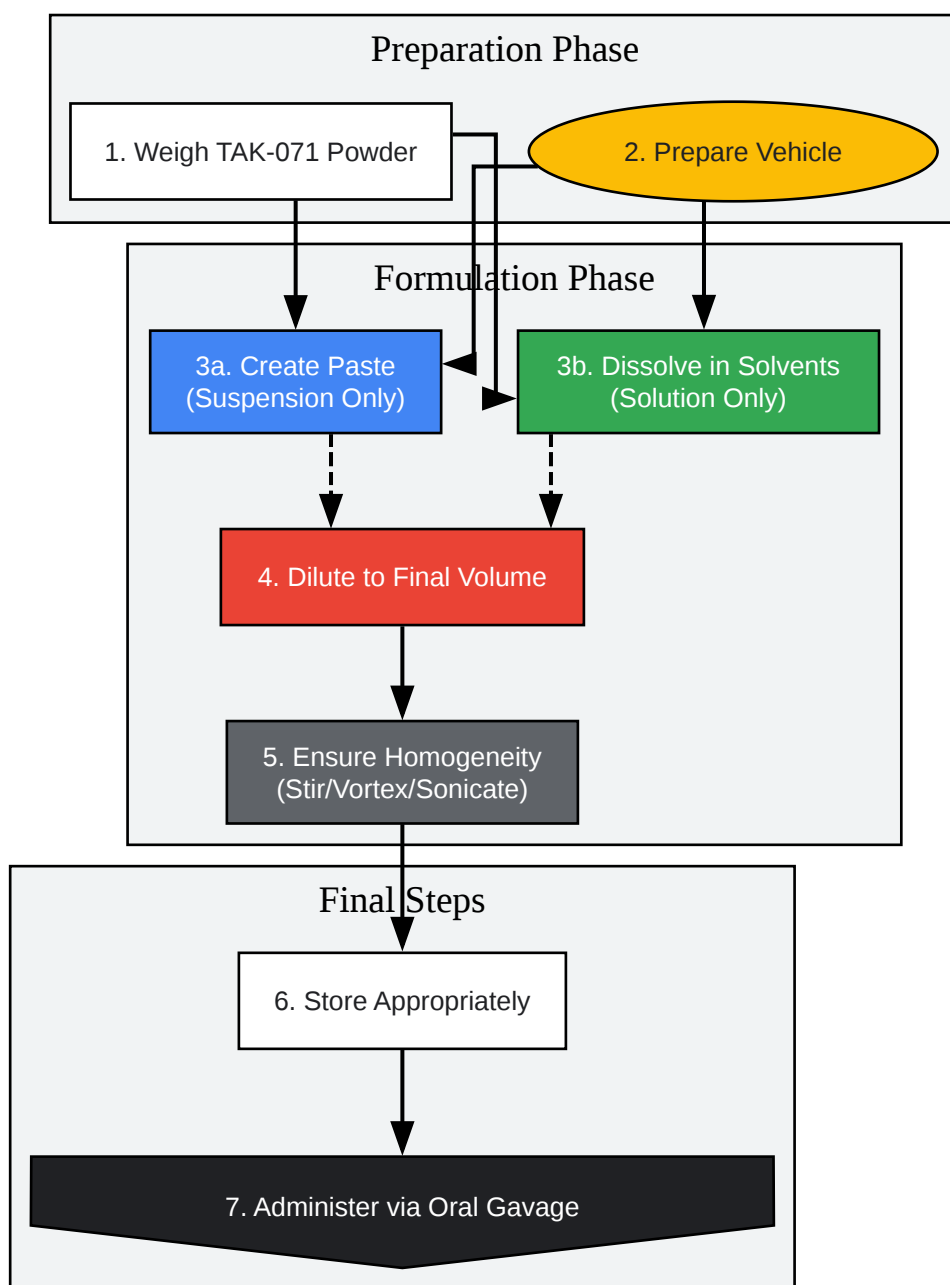 Preparation Phase
1. Weigh TAK-071 Powder
2. Prepare Vehicle
Formulation Phase
3a. Create Paste
(Suspension Only)
3b. Dissolve in Solvents
(Solution Only)
4. Dilute to Final Volume
5. Ensure Homogeneity
(Stir/Vortex/Sonicate)
Final Steps
6. Store Appropriately
7. Administer via Oral Gavage